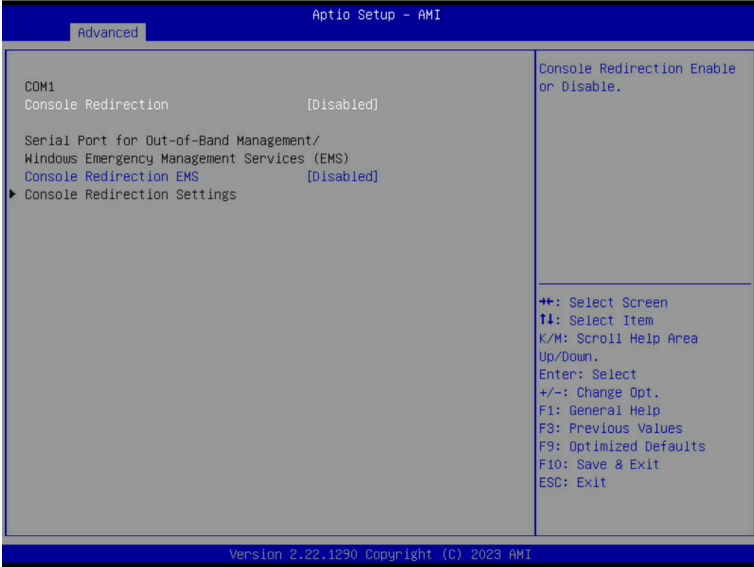 Aptio Setup - AMI
Advanced
COM1
Console Redirection [Disabled]
Serial Port for Out-of-Band Management/
Windows Emergency Management Services (EMS)
Console Redirection EMS [Disabled]
▶ Console Redirection Settings
Console Redirection Enable
or Disable.
→←: Select Screen
↑↓: Select Item
K/M: Scroll Help Area
Up/Down.
Enter: Select
+/-: Change Opt.
F1: General Help
F3: Previous Values
F9: Optimized Defaults
F10: Save & Exit
ESC: Exit
Version 2.22.1290 Copyright (C) 2023 AMI